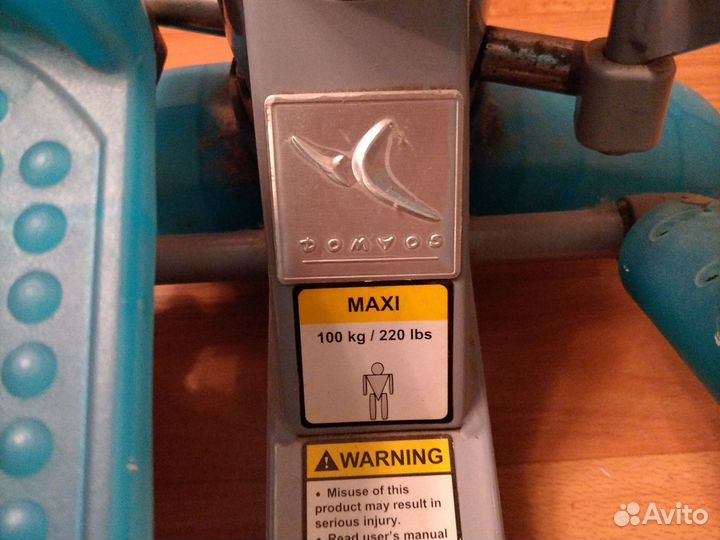 DOMYOS
MAXI
100 kg / 220 lbs
WARNING
• Misuse of this
product may result in
serious injury.
• Read user's manual
Avito